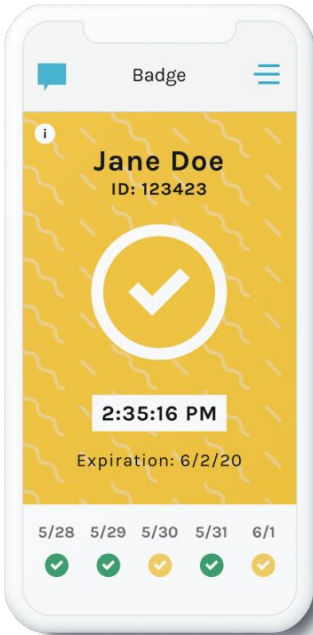 Badge
i
Jane Doe
ID: 123423
2:35:16 PM
Expiration: 6/2/20
5/28 5/29 5/30 5/31 6/1